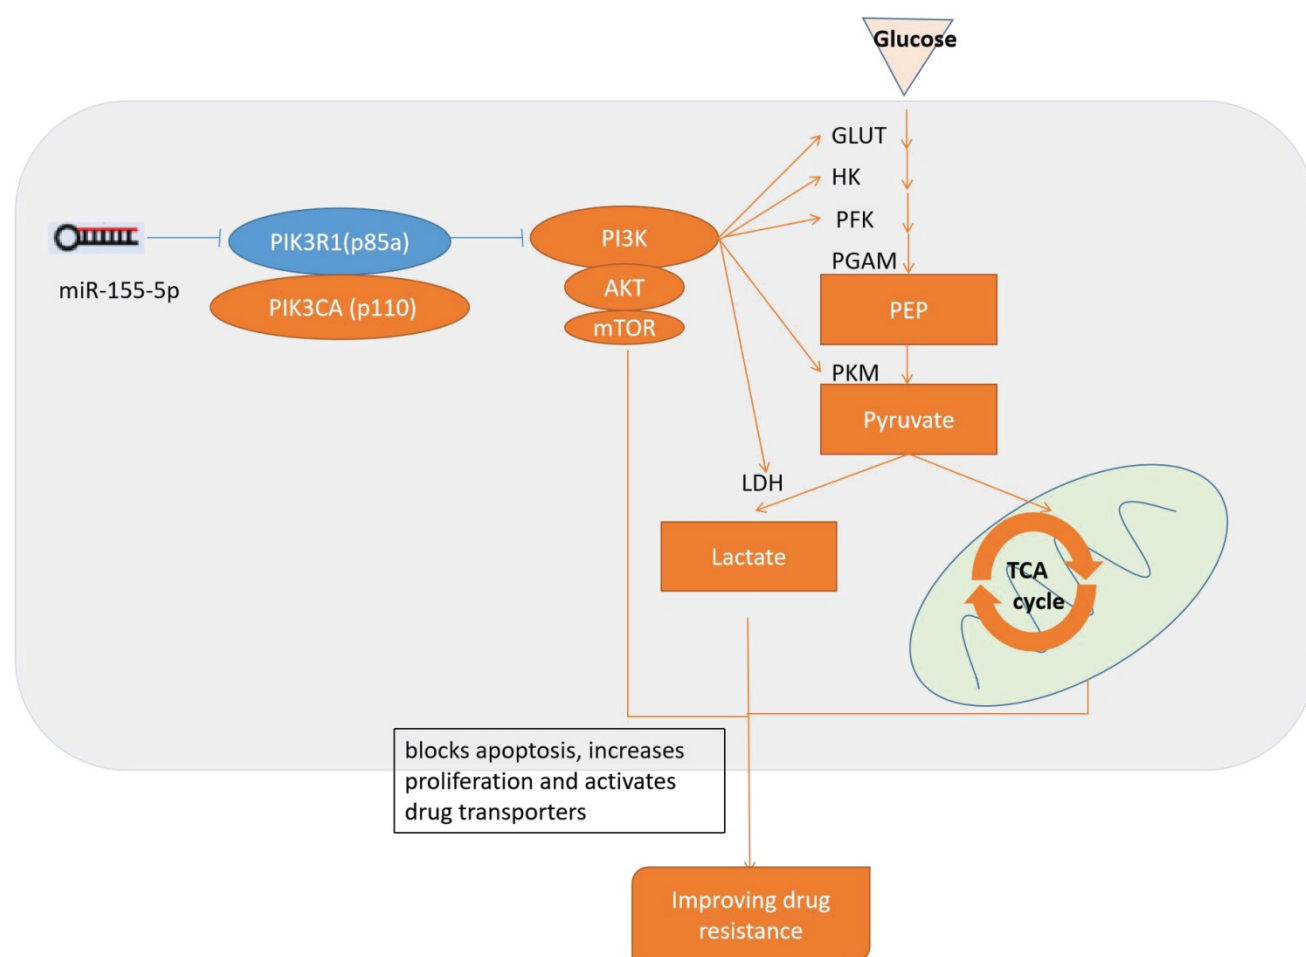 Glucose
GLUT
HK
PFK
PGAM
PIK3R1(p85a)
PI3K
miR-155-5p
PIK3CA (p110)
AKT
mTOR
PEP
PKM
Pyruvate
LDH
Lactate
TCA
cycle
blocks apoptosis, increases
proliferation and activates
drug transporters
Improving drug
resistance